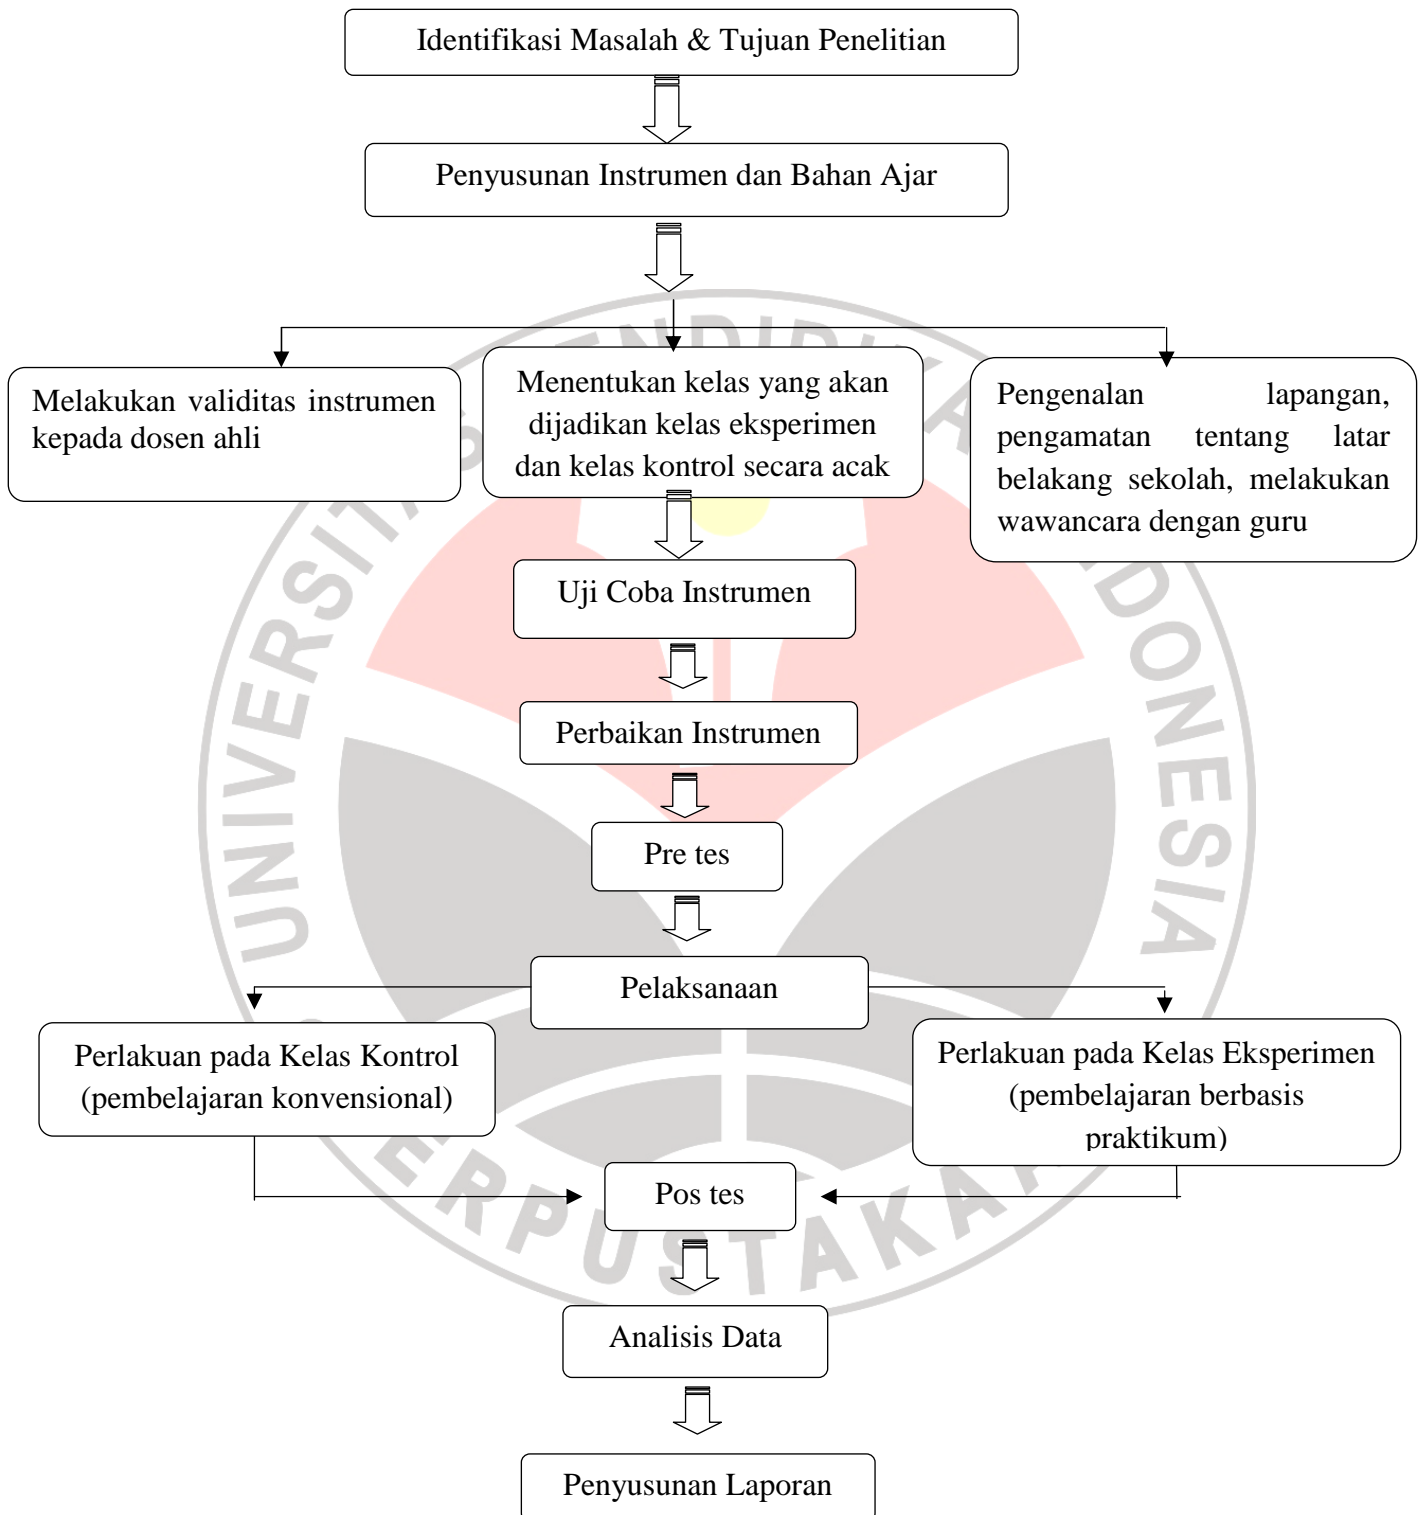 Identifikasi Masalah & Tujuan Penelitian
Penyusunan Instrumen dan Bahan Ajar
Melakukan validitas instrumen
kepada dosen ahli
Menentukan kelas yang akan
dijadikan kelas eksperimen
dan kelas kontrol secara acak
Pengenalan lapangan,
pengamatan tentang latar
belakang sekolah, melakukan
wawancara dengan guru
Uji Coba Instrumen
Perbaikan Instrumen
Pre tes
Pelaksanaan
Perlakuan pada Kelas Kontrol
(pembelajaran konvensional)
Perlakuan pada Kelas Eksperimen
(pembelajaran berbasis
praktikum)
Pos tes
Analisis Data
Penyusunan Laporan